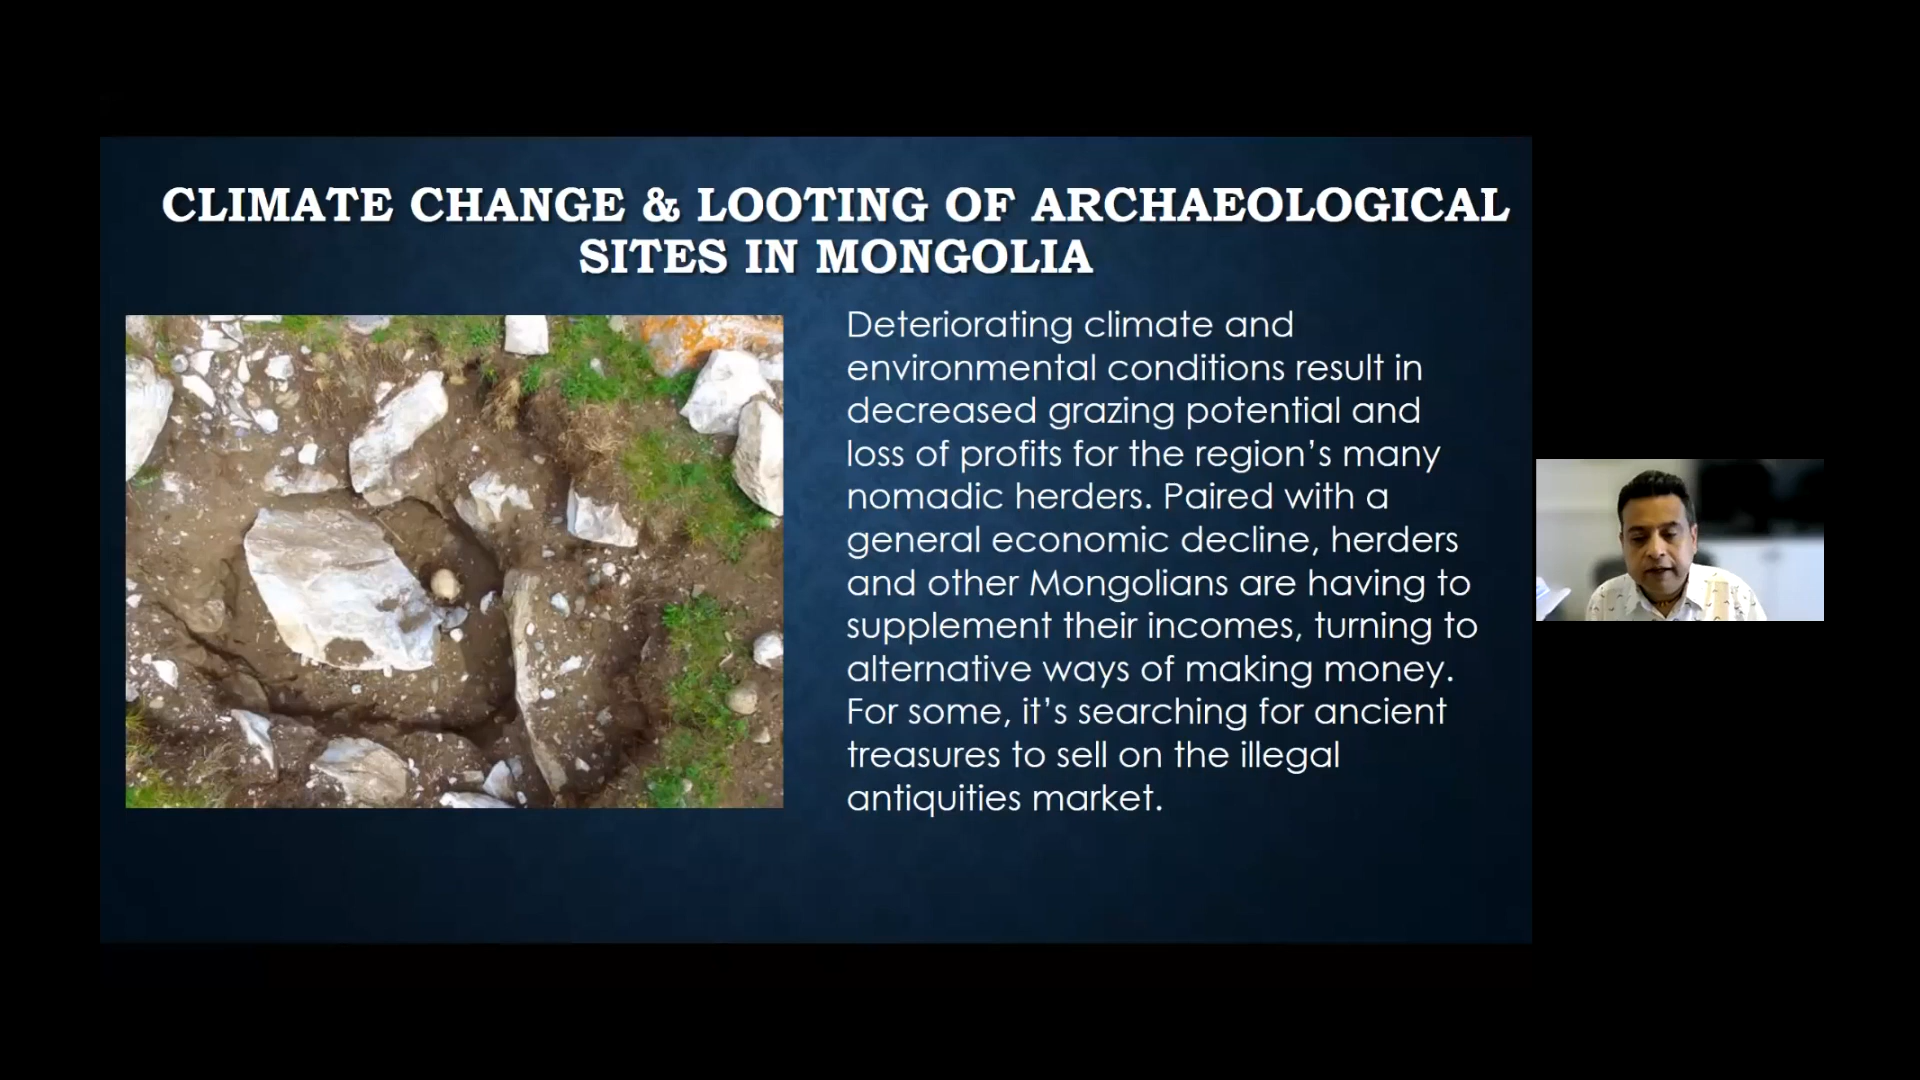 CLIMATE CHANGE & LOOTING OF ARCHAEOLOGICAL
SITES IN MONGOLIA
Deteriorating climate and
environmental conditions result in
decreased grazing potential and
loss of profits for the region’s many
nomadic herders. Paired with a
general economic decline, herders
and other Mongolians are having to
supplement their incomes, turning to
alternative ways of making money.
For some, it’s searching for ancient
treasures to sell on the illegal
antiquities market.